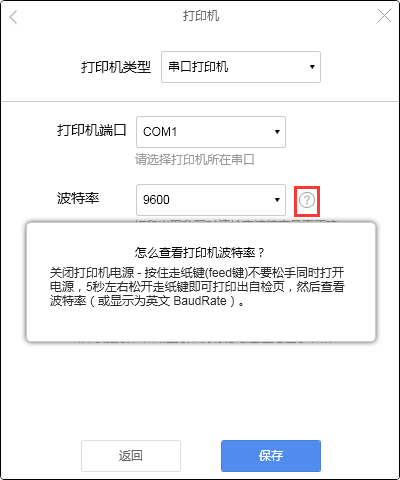 打印机
打印机类型
串口打印机
打印机端口
COM1
请选择打印机所在串口
波特率
9600
?
怎么查看打印机波特率？
关闭打印机电源 - 按住走纸键(feed键)不要松手同时打开
电源，5秒左右松开走纸键即可打印出自检页，然后查看
波特率（或显示为英文 BaudRate）。
返回
保存